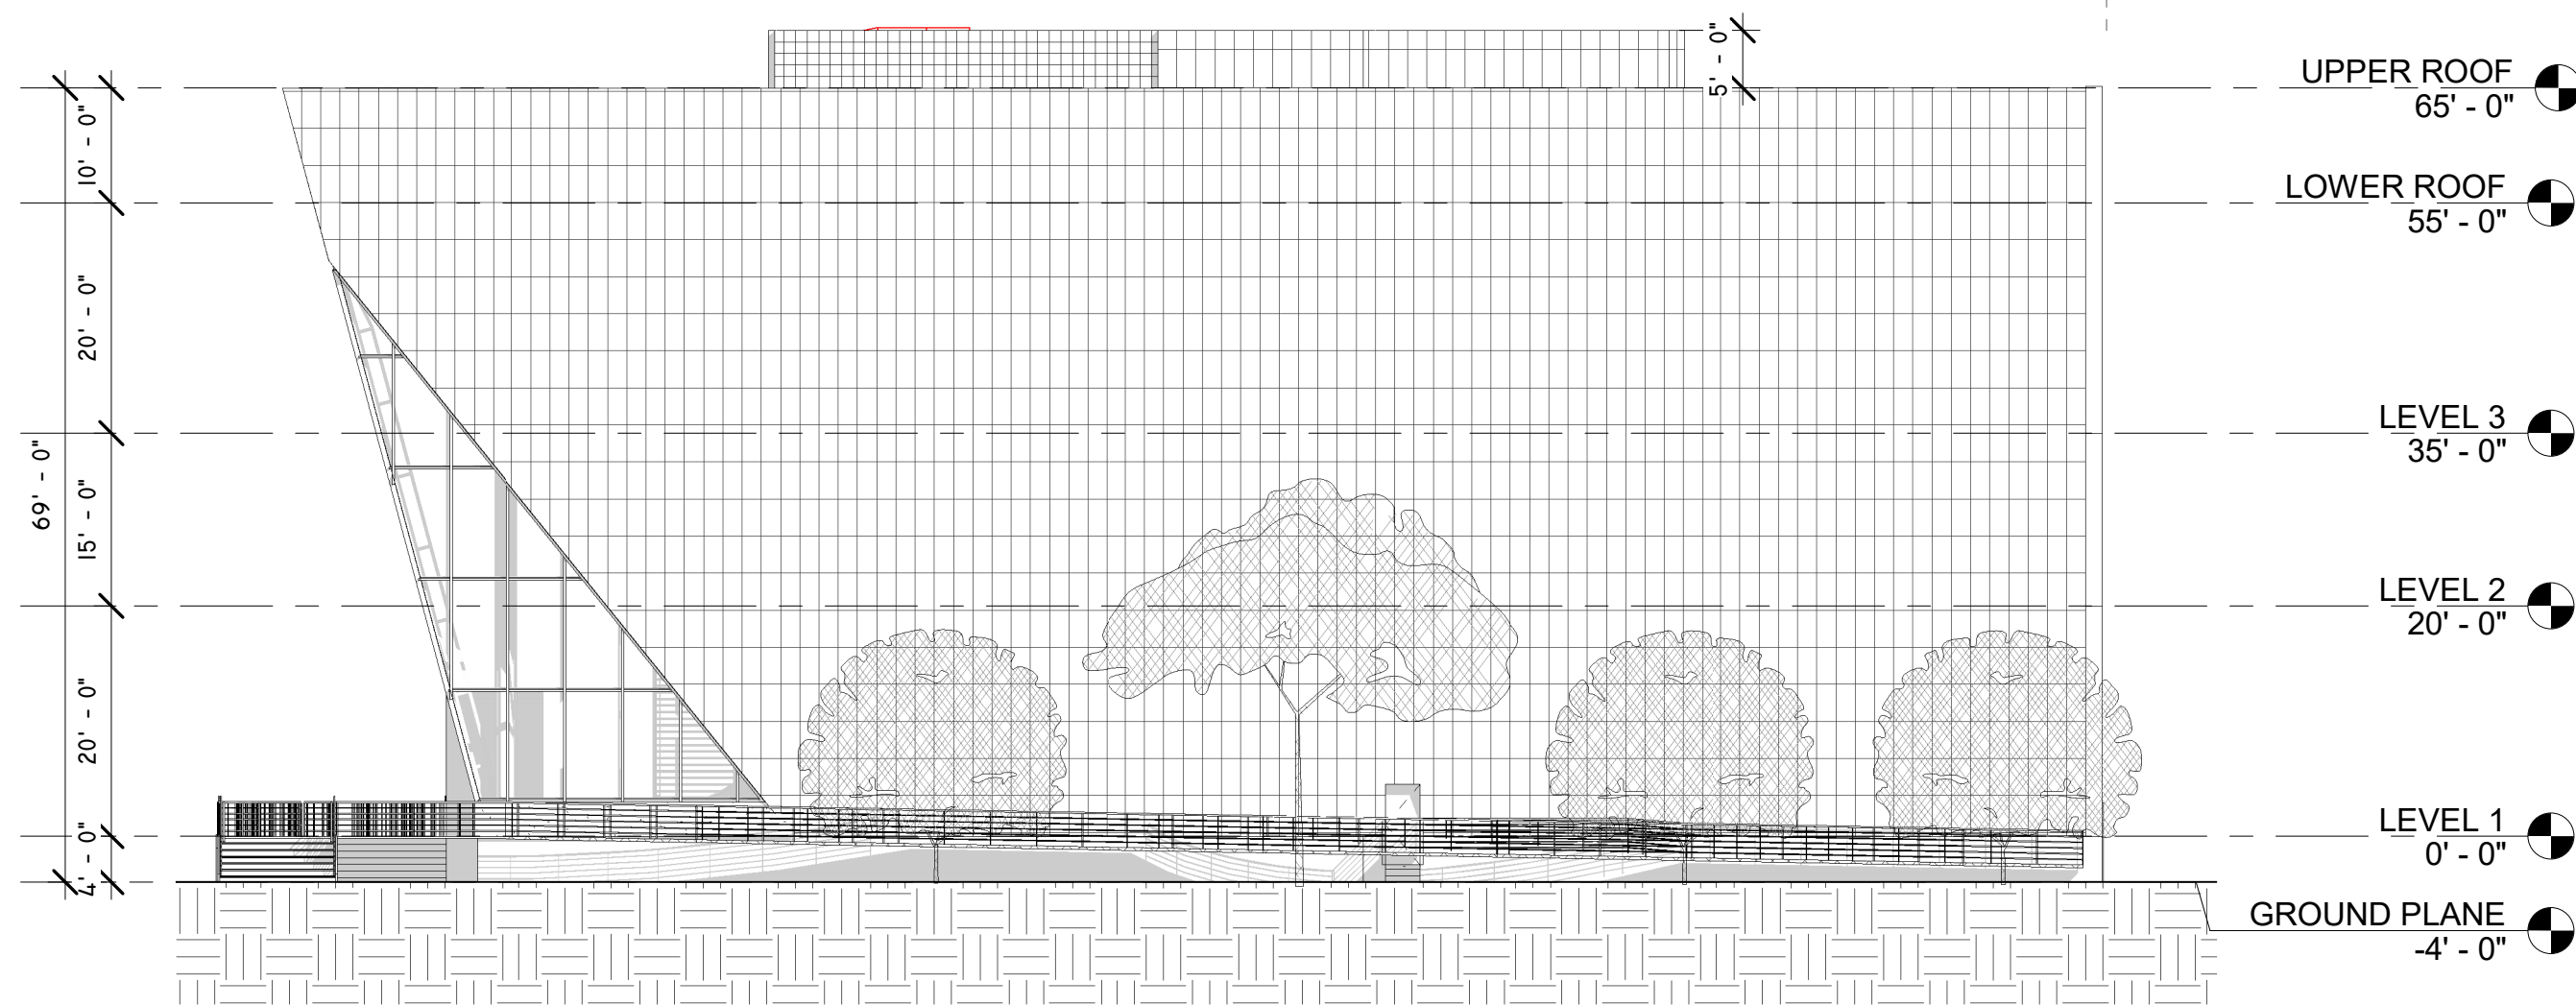 5' - 0"
UPPER ROOF
65' - 0"
10' - 0"
LOWER ROOF
55' - 0"
20' - 0"
LEVEL 3
35' - 0"
69' - 0"
15' - 0"
LEVEL 2
20' - 0"
20' - 0"
LEVEL 1
0' - 0"
4' - 0"
GROUND PLANE
-4' - 0"